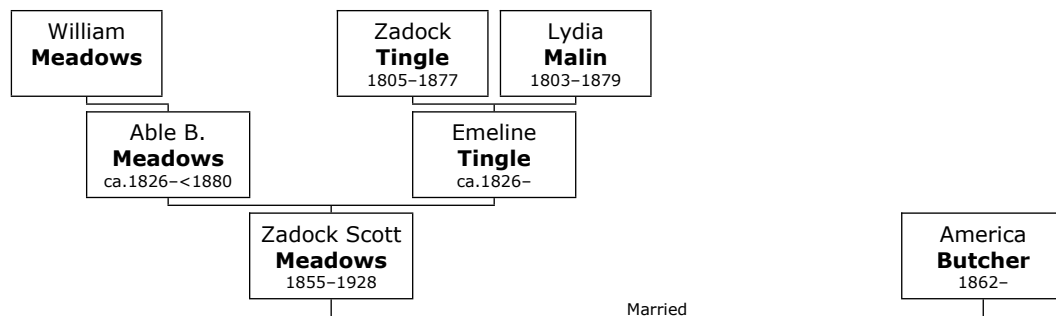 William
Meadows
Zadock
Tingle
1805–1877
Lydia
Malin
1803–1879
Able B.
Meadows
ca.1826–<1880
Emeline
Tingle
ca.1826–
Zadock Scott
Meadows
1855–1928
America
Butcher
1862–
Married